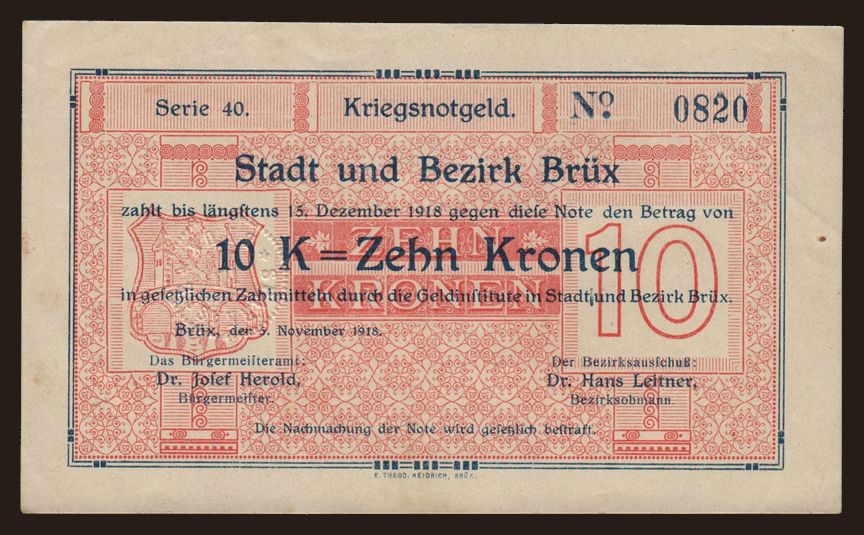 Serie 40. Kriegsnotgeld. No. 0820
Stadt und Bezirk Brüx
zahlt bis längſtens 15. Dezember 1918 gegen dieſe Note den Betrag von
10 K = Zehn Kronen
ZEHN
KRONEN
10
in geſetzlichen Zahlmitteln durch die Geldinſtitute in Stadt und Bezirk Brüx.
Brüx, den 5. November 1918.
Das Bürgermeiſteramt: Der Bezirksausſchuß:
Dr. Joſef Herold, Dr. Hans Leitner,
Bürgermeiſter. Bezirksobmann.
Die Nachmachung der Note wird geſetzlich beſtraft.
K. THEOD. HEIDRICH, BRÜX.